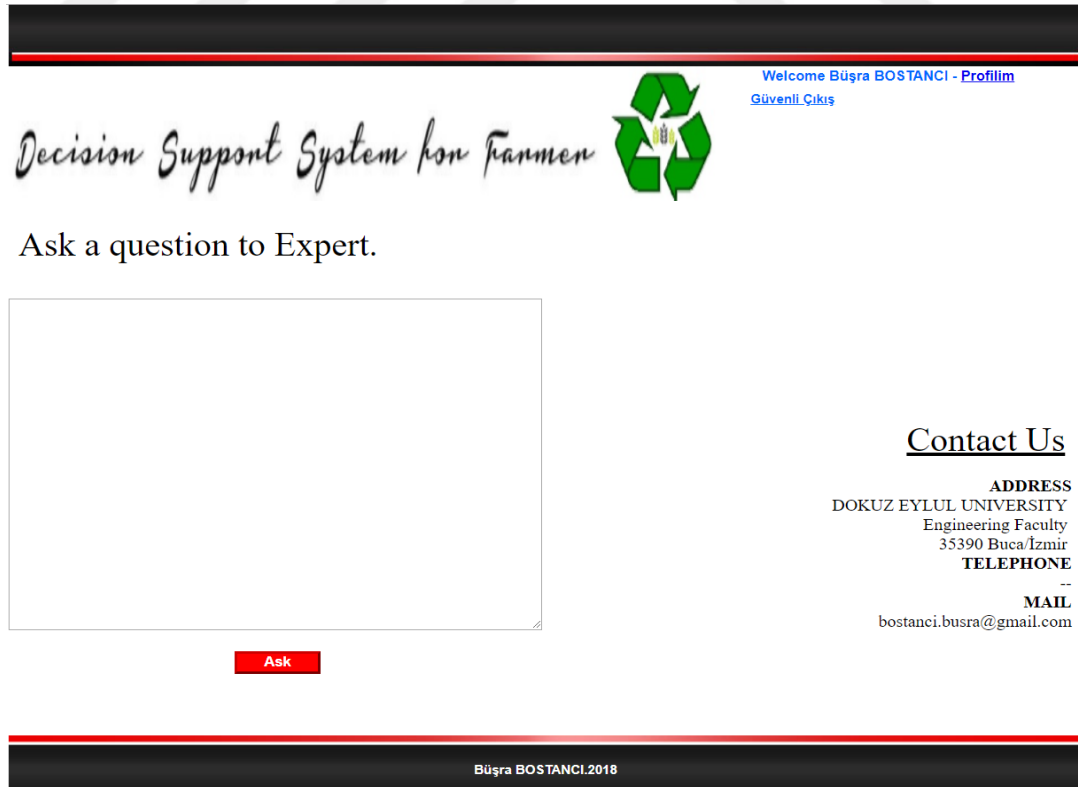 Welcome Büşra BOSTANCI - Profilim
Güvenli Çıkış
Decision Support System for Farmer
Ask a question to Expert.
Contact Us
ADDRESS
DOKUZ EYLUL UNIVERSITY
Engineering Faculty
35390 Buca/İzmir
TELEPHONE
--
MAIL
bostanci.busra@gmail.com
Ask
Büşra BOSTANCI.2018